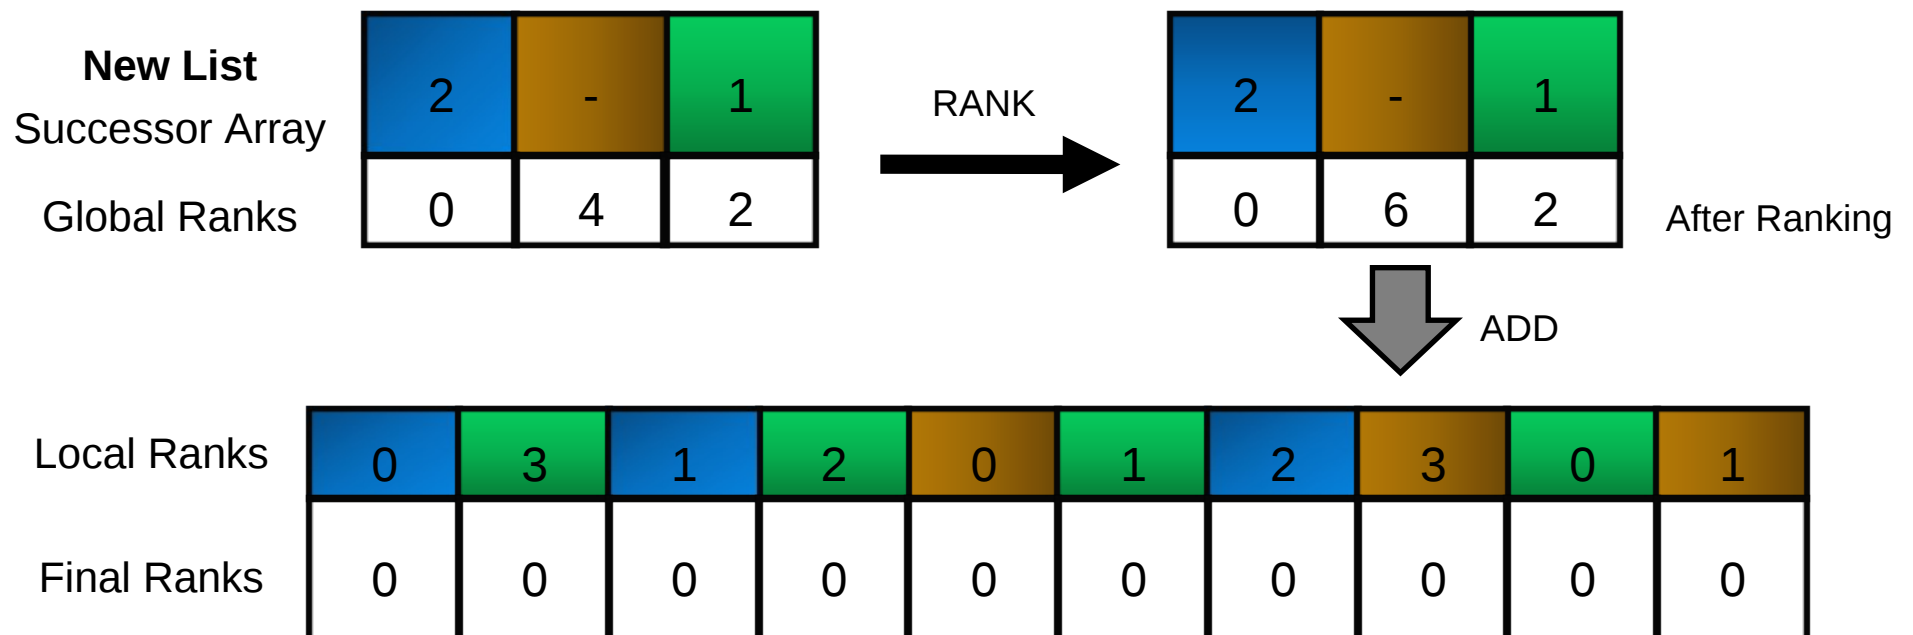 New List
Successor Array
2 - 1
RANK
2 - 1
Global Ranks
0 4 2
0 6 2
After Ranking
ADD
Local Ranks
0 3 1 2 0 1 2 3 0 1
Final Ranks
0 0 0 0 0 0 0 0 0 0